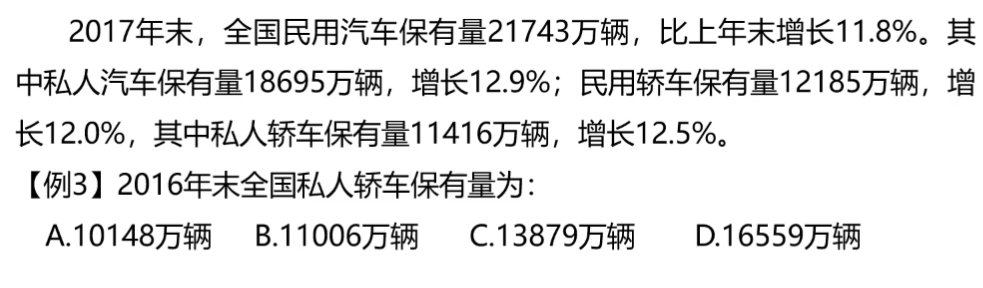 2017年末，全国民用汽车保有量21743万辆，比上年末增长11.8%。其
中私人汽车保有量18695万辆，增长12.9%；民用轿车保有量12185万辆，增
长12.0%，其中私人轿车保有量11416万辆，增长12.5%。
【例3】2016年末全国私人轿车保有量为：
A.10148万辆 B.11006万辆 C.13879万辆 D.16559万辆